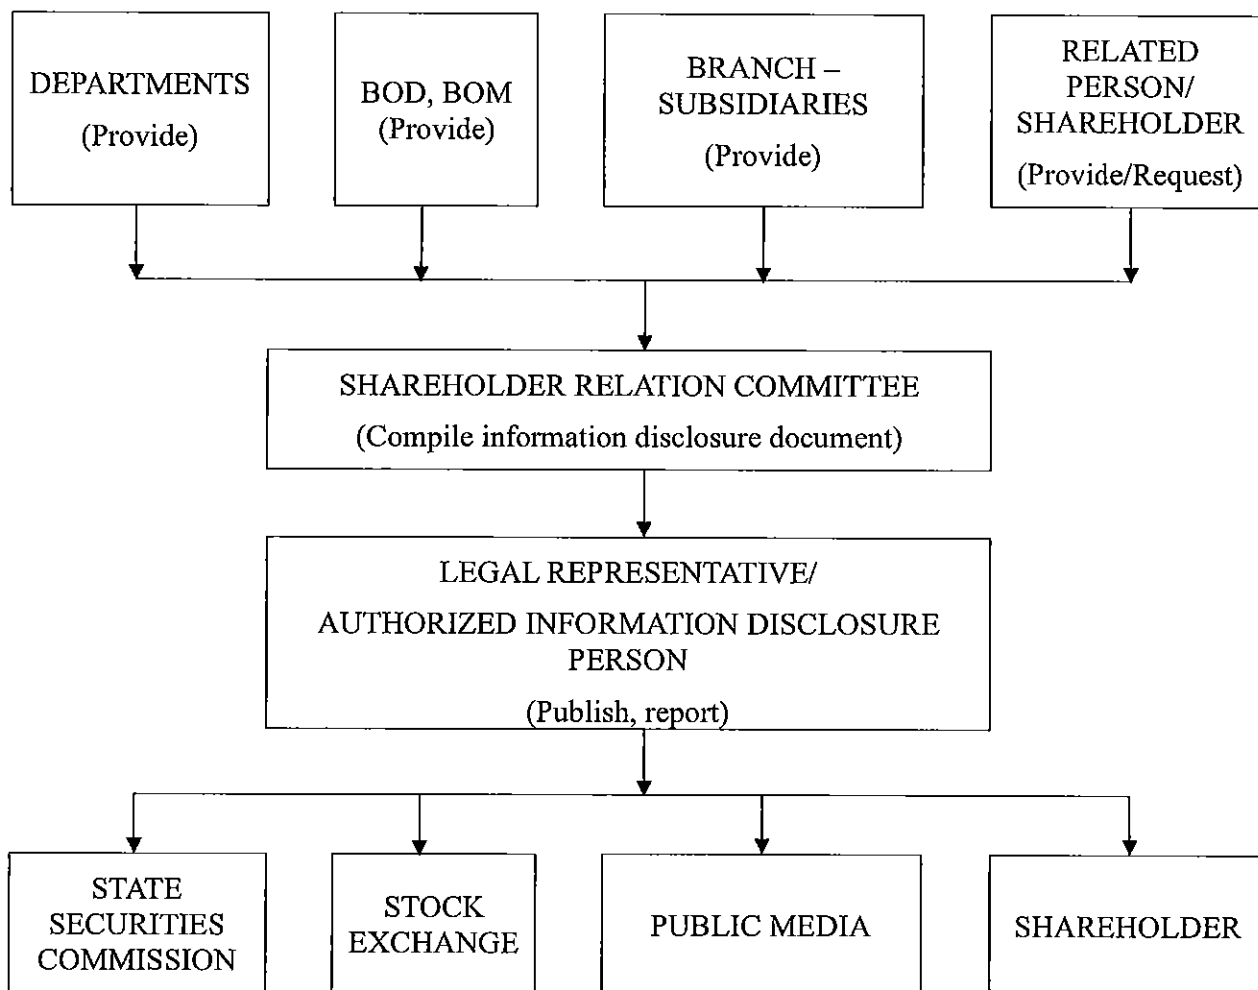 DEPARTMENTS
(Provide)
BOD, BOM
(Provide)
BRANCH –
SUBSIDIARIES
(Provide)
RELATED
PERSON/
SHAREHOLDER
(Provide/Request)
SHAREHOLDER RELATION COMMITTEE
(Compile information disclosure document)
LEGAL REPRESENTATIVE/
AUTHORIZED INFORMATION DISCLOSURE
PERSON
(Publish, report)
STATE
SECURITIES
COMMISSION
STOCK
EXCHANGE
PUBLIC MEDIA
SHAREHOLDER